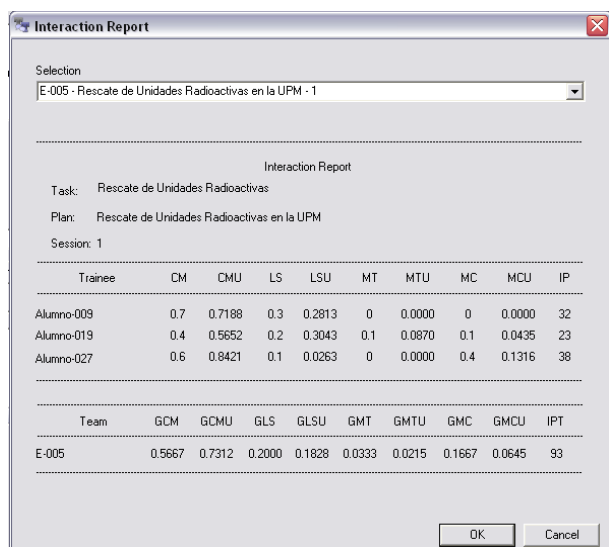 Interaction Report
Selection
E-005 - Rescate de Unidades Radioactivas en la UPM - 1
Interaction Report
Task: Rescate de Unidades Radioactivas
Plan: Rescate de Unidades Radioactivas en la UPM
Session: 1
Trainee CM CMU LS LSU MT MTU MC MCU IP
Alumno-009 0.7 0.7188 0.3 0.2813 0 0.0000 0 0.0000 32
Alumno-019 0.4 0.5652 0.2 0.3043 0.1 0.0870 0.1 0.0435 23
Alumno-027 0.6 0.8421 0.1 0.0263 0 0.0000 0.4 0.1316 38
Team GCM GCMU GLS GLSU GMT GMTU GMC GMCU IPT
E-005 0.5667 0.7312 0.2000 0.1828 0.0333 0.0215 0.1667 0.0645 93
OK Cancel